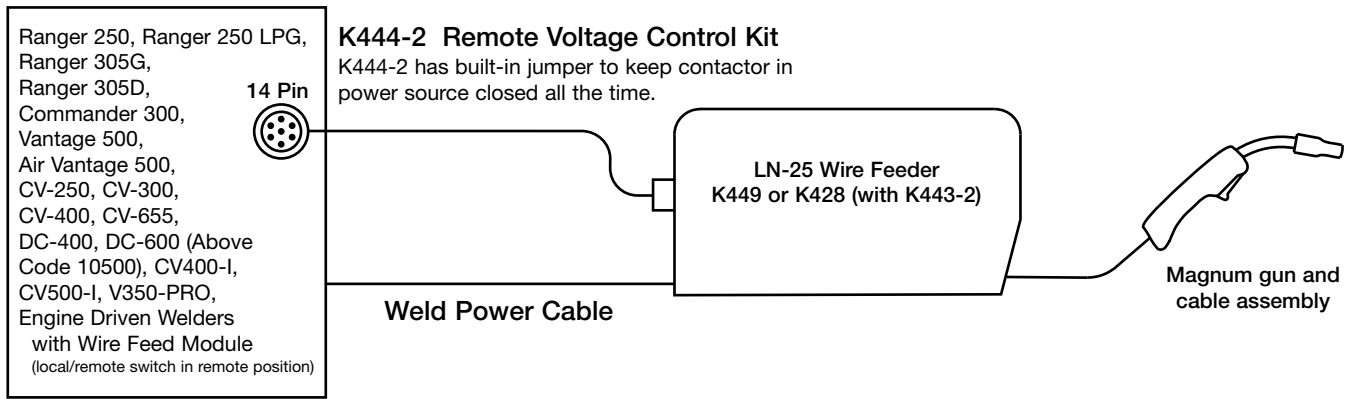 Ranger 250, Ranger 250 LPG,
Ranger 305G,
Ranger 305D,
Commander 300,
Vantage 500,
Air Vantage 500,
CV-250, CV-300,
CV-400, CV-655,
DC-400, DC-600 (Above
Code 10500), CV400-I,
CV500-I, V350-PRO,
Engine Driven Welders
with Wire Feed Module
(local/remote switch in remote position)
14 Pin
K444-2 Remote Voltage Control Kit
K444-2 has built-in jumper to keep contactor in
power source closed all the time.
LN-25 Wire Feeder
K449 or K428 (with K443-2)
Weld Power Cable
Magnum gun and
cable assembly